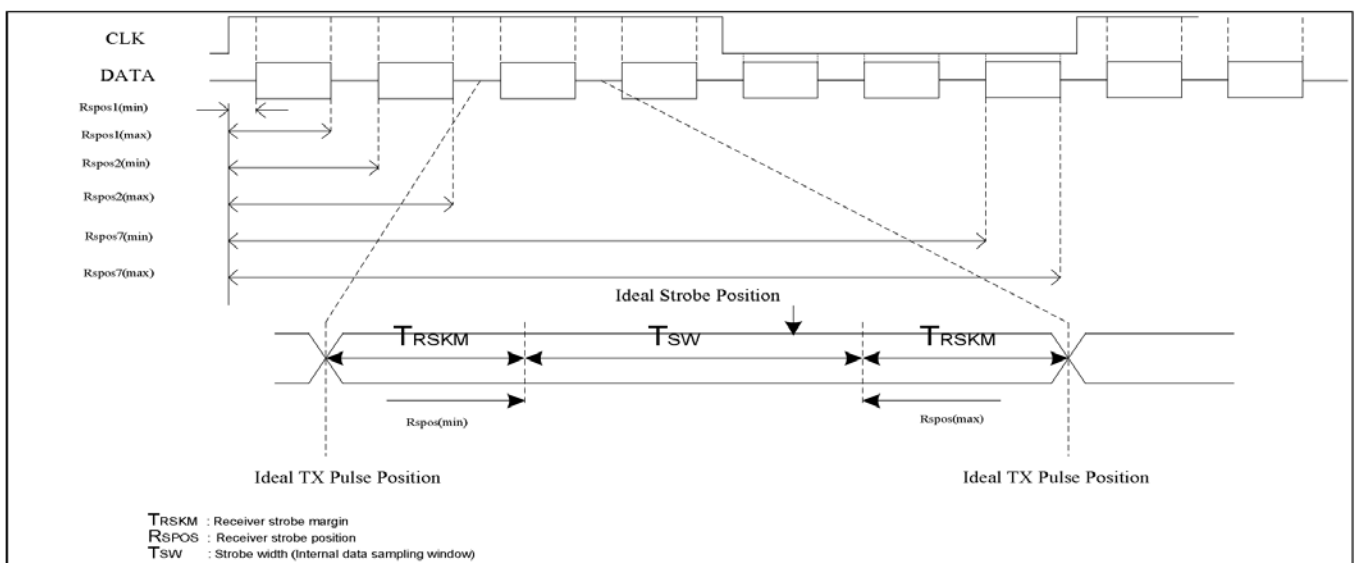 CLK
DATA
Rspos1(min)
Rspos1(max)
Rspos2(min)
Rspos2(max)
Rspos7(min)
Rspos7(max)
Ideal Strobe Position
TRSKM TSW TRSKM
Rspos(min) Rspos(max)
Ideal TX Pulse Position Ideal TX Pulse Position
TRSKM : Receiver strobe margin
RSPOS : Receiver strobe position
TSW : Strobe width (Internal data sampling window)